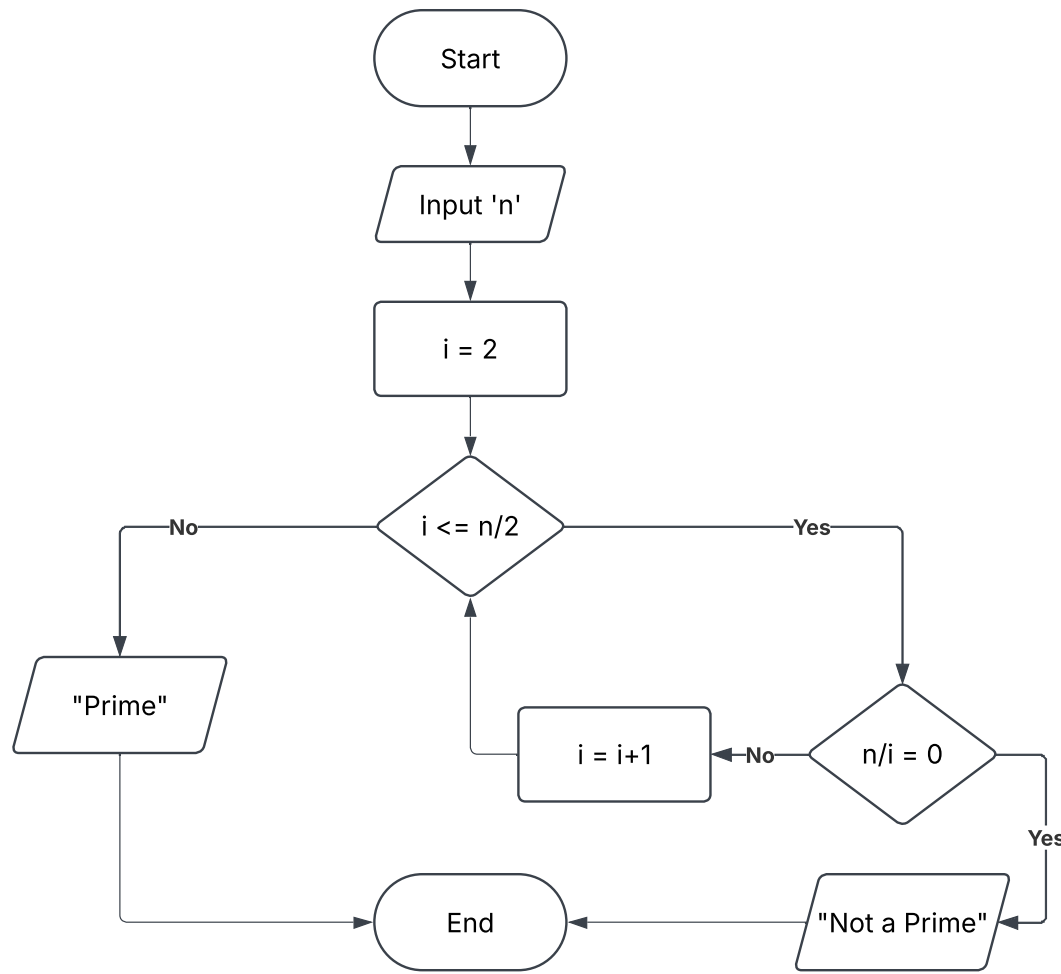 Start
Input 'n'
i = 2
i <= n/2
No
Yes
"Prime"
i = i+1
No
n/i = 0
Yes
End
"Not a Prime"